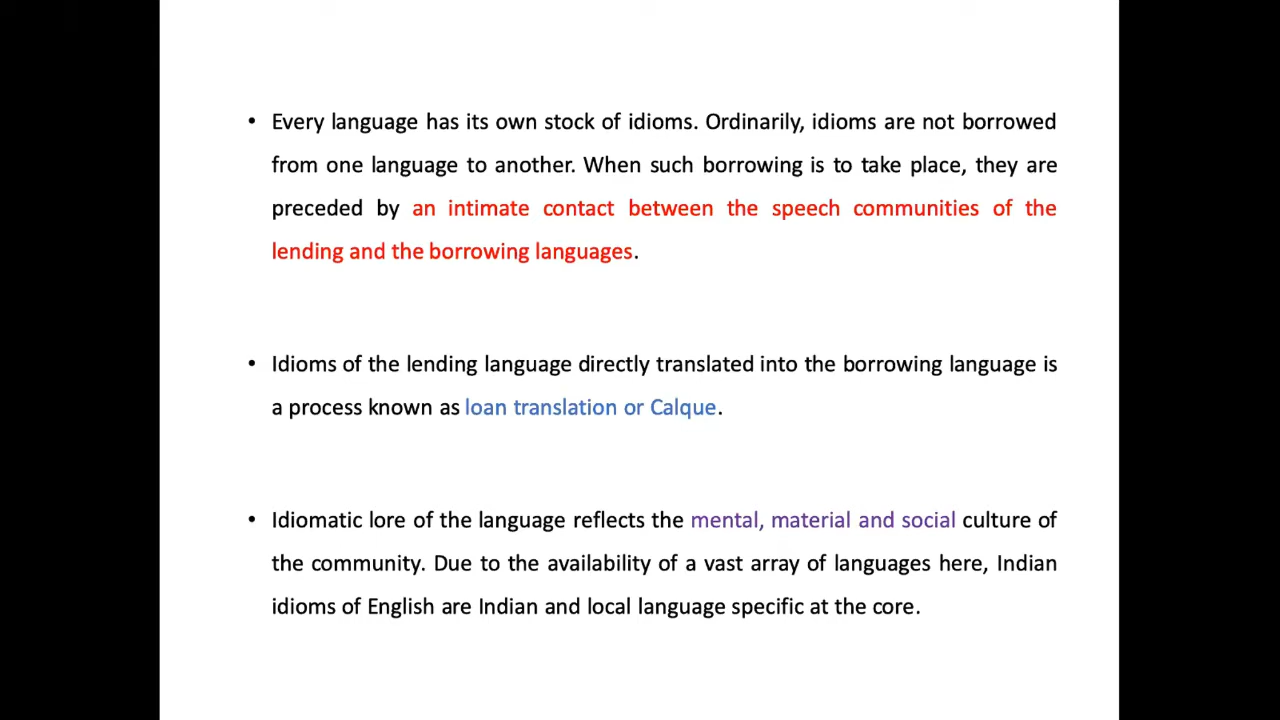 • Every language has its own stock of idioms. Ordinarily, idioms are not borrowed
from one language to another. When such borrowing is to take place, they are
preceded by an intimate contact between the speech communities of the
lending and the borrowing languages.
• Idioms of the lending language directly translated into the borrowing language is
a process known as loan translation or Calque.
• Idiomatic lore of the language reflects the mental, material and social culture of
the community. Due to the availability of a vast array of languages here, Indian
idioms of English are Indian and local language specific at the core.